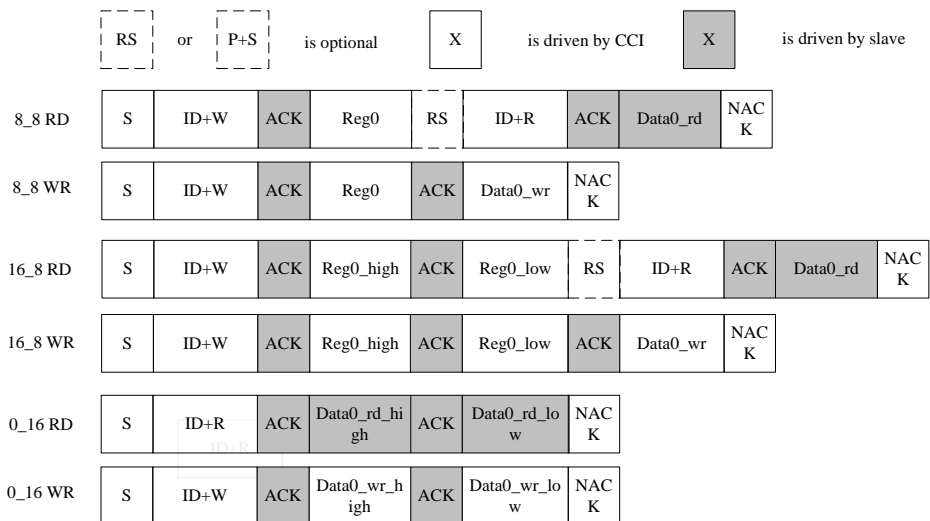 RS or P+S is optional X is driven by CCI X is driven by slave
8_8 RD S ID+W ACK Reg0 RS ID+R ACK Data0_rd NAC
K
8_8 WR S ID+W ACK Reg0 ACK Data0_wr NAC
K
16_8 RD S ID+W ACK Reg0_high ACK Reg0_low RS ID+R ACK Data0_rd NAC
K
16_8 WR S ID+W ACK Reg0_high ACK Reg0_low ACK Data0_wr NAC
K
0_16 RD S ID+R ACK Data0_rd_hi
gh ACK Data0_rd_lo
w NAC
K
ID+R
0_16 WR S ID+W ACK Data0_wr_h
igh ACK Data0_wr_lo
w NAC
K